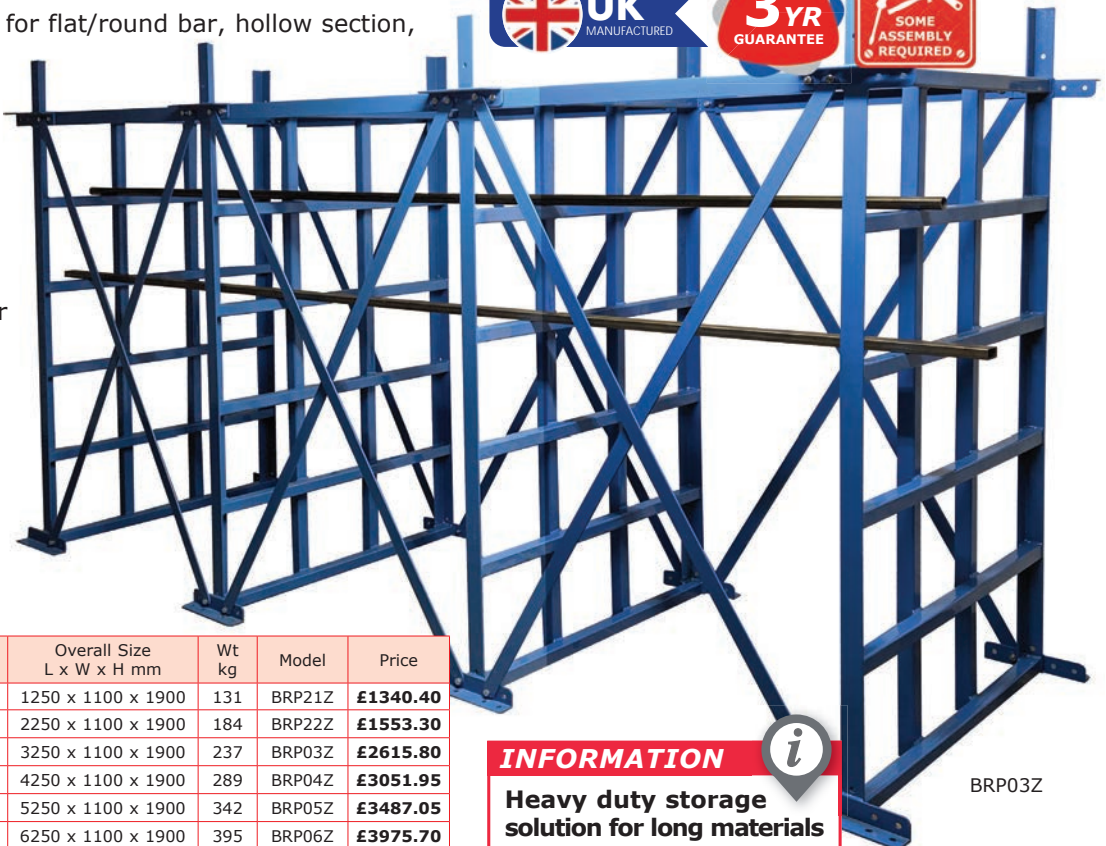 for flat/round bar, hollow section,
UK
MANUFACTURED
3 YR
GUARANTEE
SOME
ASSEMBLY
REQUIRED
r
Overall Size
L x W x H mm
Wt
kg
Model
Price
1250 x 1100 x 1900 131 BRP21Z £1340.40
2250 x 1100 x 1900 184 BRP22Z £1553.30
3250 x 1100 x 1900 237 BRP03Z £2615.80
4250 x 1100 x 1900 289 BRP04Z £3051.95
5250 x 1100 x 1900 342 BRP05Z £3487.05
6250 x 1100 x 1900 395 BRP06Z £3975.70
INFORMATION
i
Heavy duty storage
solution for long materials
BRP03Z